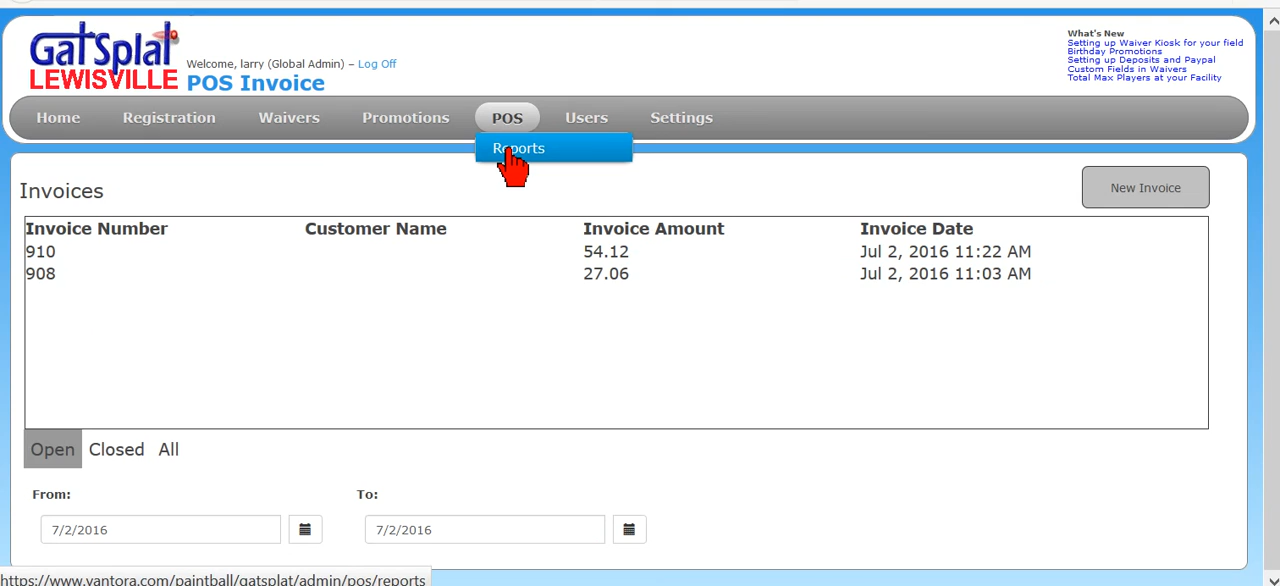 GatSplat
LEWISVILLE
Welcome, larry (Global Admin) – Log Off
POS Invoice
What's New
Setting up Waiver Kiosk for your field
Birthday Promotions
Setting up Deposits and Paypal
Custom Fields in Waivers
Total Max Players at your Facility
Home Registration Waivers Promotions POS Users Settings
Reports
Invoices
New Invoice
Invoice Number Customer Name Invoice Amount Invoice Date
910 54.12 Jul 2, 2016 11:22 AM
908 27.06 Jul 2, 2016 11:03 AM
Open Closed All
From: To:
7/2/2016 7/2/2016
https://www.vantora.com/paintball/gatsplat/admin/pos/reports